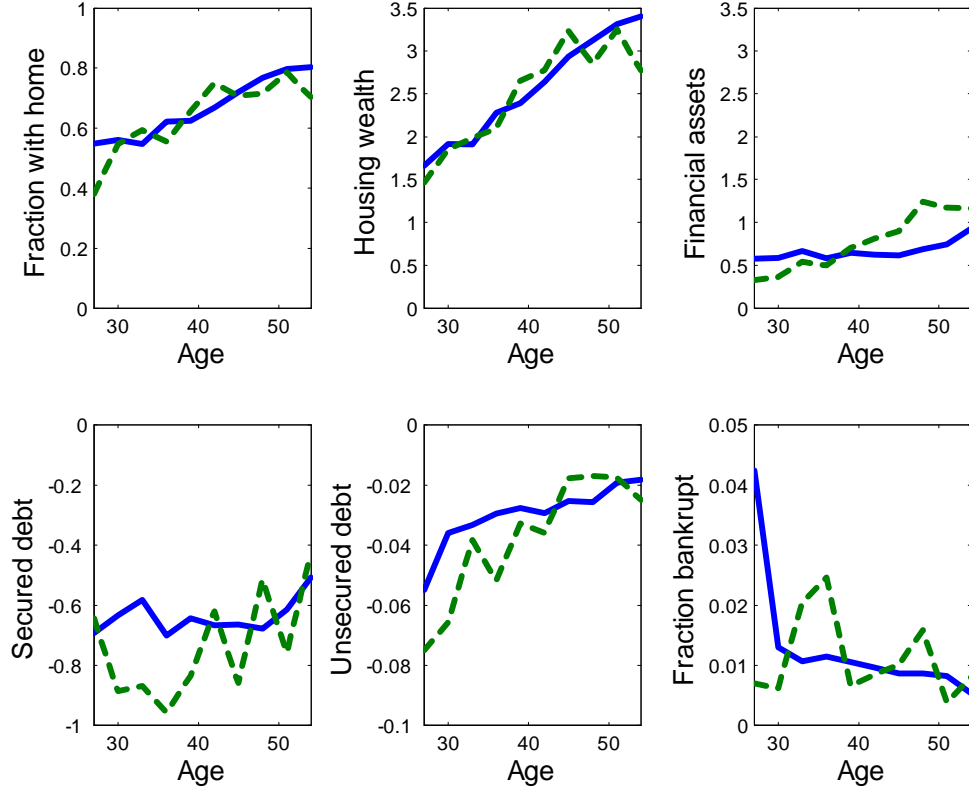 Fraction with home
1
0.8
0.6
0.4
0.2
0
30 40 50
Age
Housing wealth
3.5
3
2.5
2
1.5
1
0.5
0
30 40 50
Age
Financial assets
3.5
3
2.5
2
1.5
1
0.5
0
30 40 50
Age
Secured debt
0
-0.2
-0.4
-0.6
-0.8
-1
30 40 50
Age
Unsecured debt
0
-0.02
-0.04
-0.06
-0.08
-0.1
30 40 50
Age
Fraction bankrupt
0.05
0.04
0.03
0.02
0.01
0
30 40 50
Age